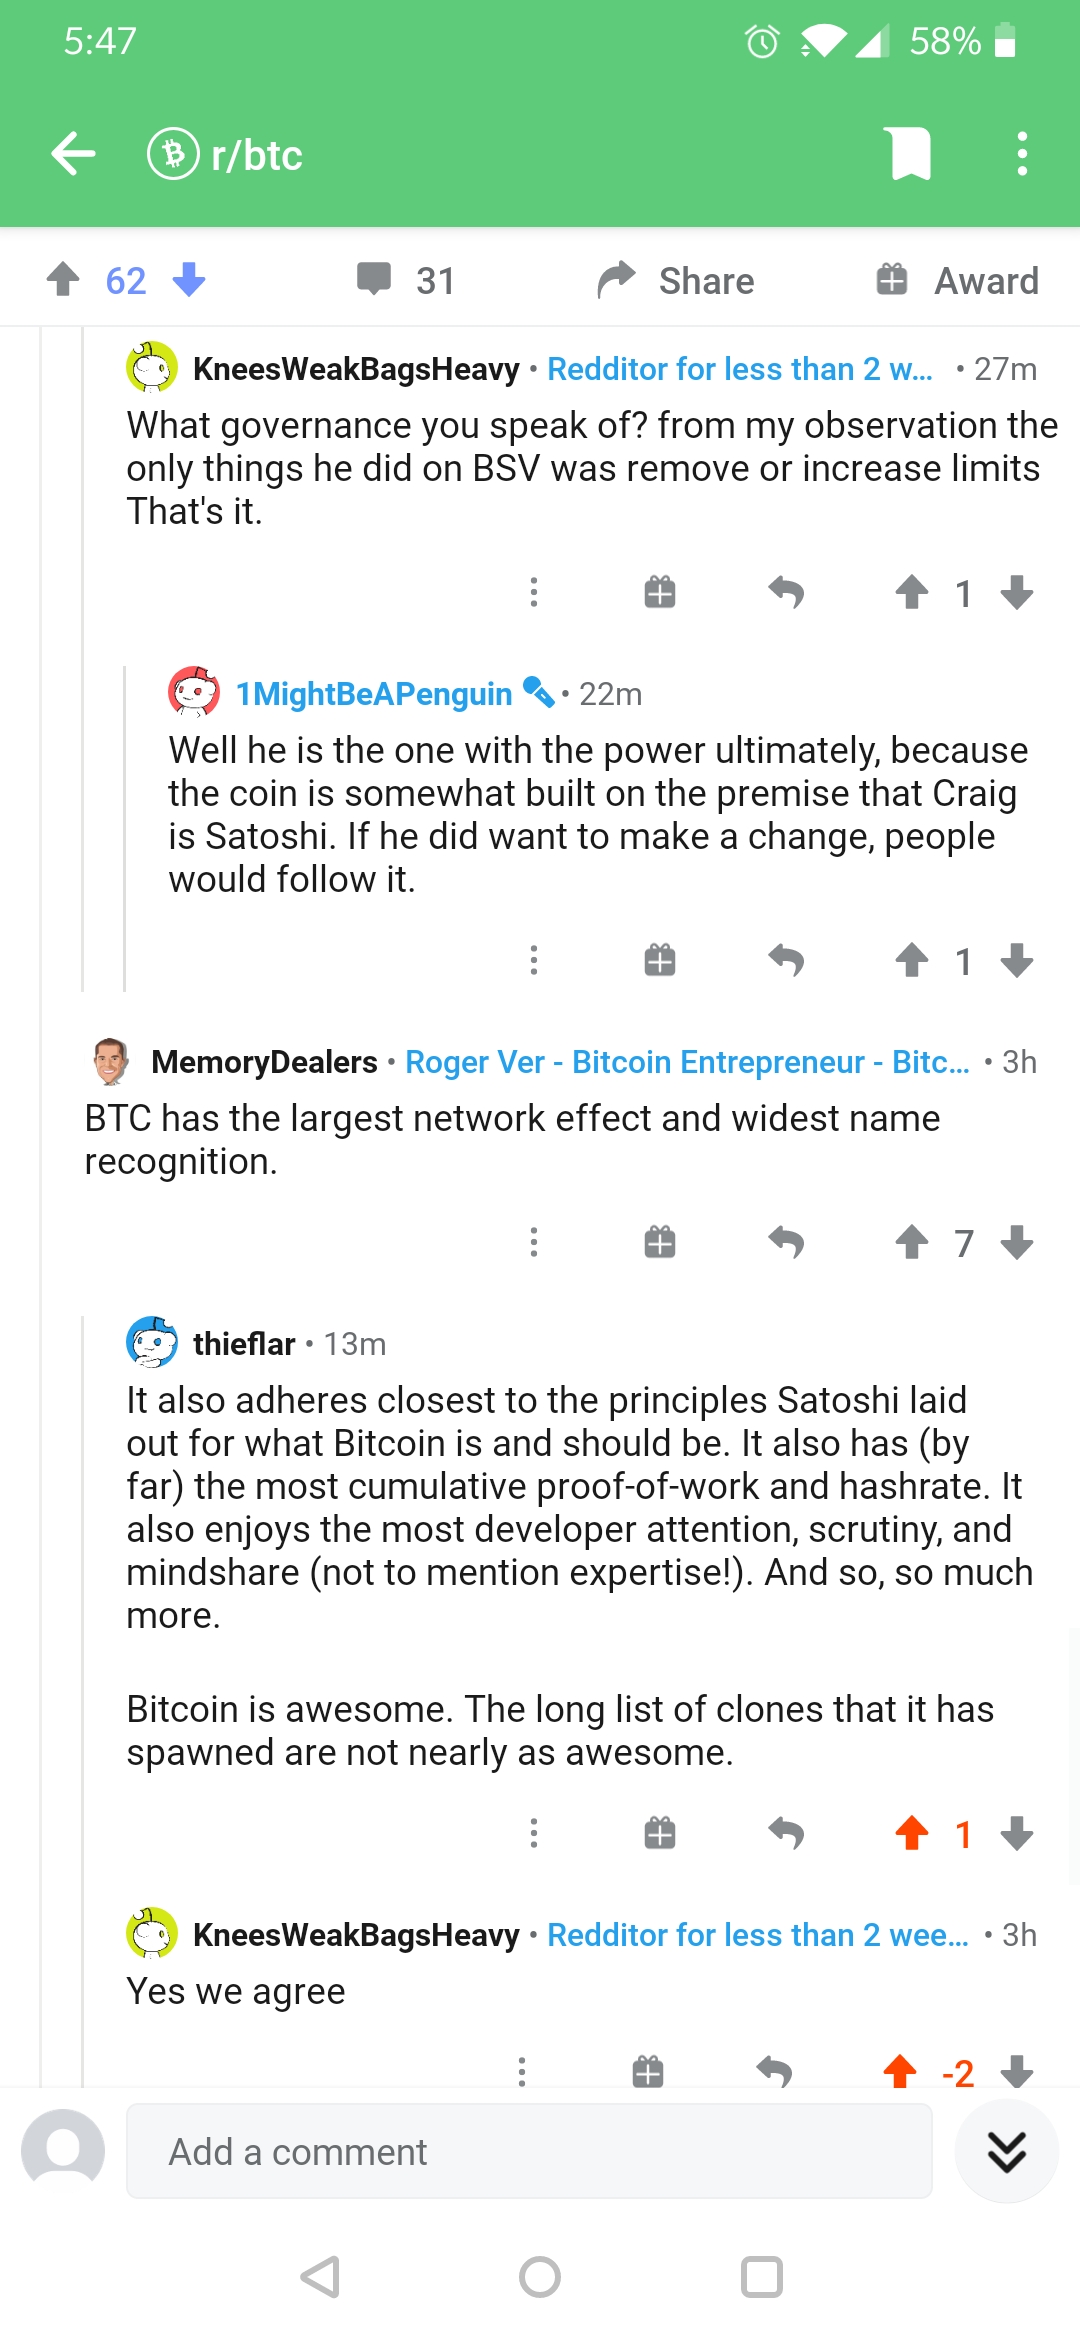 5:47
58%
r/btc
62
31
Share
Award
KneesWeakBagsHeavy • Redditor for less than 2 w... • 27m
What governance you speak of? from my observation the
only things he did on BSV was remove or increase limits
That's it.
1
1MightBeAPenguin • 22m
Well he is the one with the power ultimately, because
the coin is somewhat built on the premise that Craig
is Satoshi. If he did want to make a change, people
would follow it.
1
MemoryDealers • Roger Ver - Bitcoin Entrepreneur - Bitc... • 3h
BTC has the largest network effect and widest name
recognition.
7
thieflar • 13m
It also adheres closest to the principles Satoshi laid
out for what Bitcoin is and should be. It also has (by
far) the most cumulative proof-of-work and hashrate. It
also enjoys the most developer attention, scrutiny, and
mindshare (not to mention expertise!). And so, so much
more.
Bitcoin is awesome. The long list of clones that it has
spawned are not nearly as awesome.
1
KneesWeakBagsHeavy • Redditor for less than 2 wee... • 3h
Yes we agree
-2
Add a comment